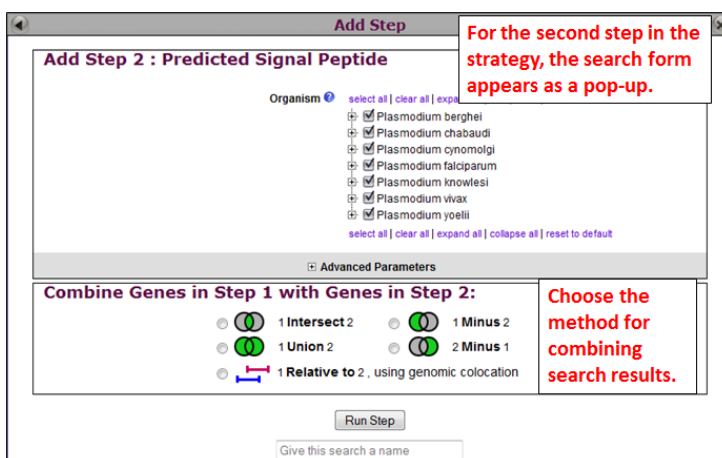 Add Step
For the second step in the
strategy, the search form
appears as a pop-up.
Add Step 2 : Predicted Signal Peptide
Organism
select all | clear all |
Plasmodium berghei
Plasmodium chabaudi
Plasmodium cynomolgi
Plasmodium falciparum
Plasmodium knowlesi
Plasmodium vivax
Plasmodium yoelii
select all | clear all | expand all | collapse all | reset to default
Advanced Parameters
Combine Genes in Step 1 with Genes in Step 2:
1 Intersect 2
1 Minus 2
1 Union 2
2 Minus 1
1 Relative to 2 , using genomic colocation
Choose the
method for
combining
search results.
Run Step
Give this search a name